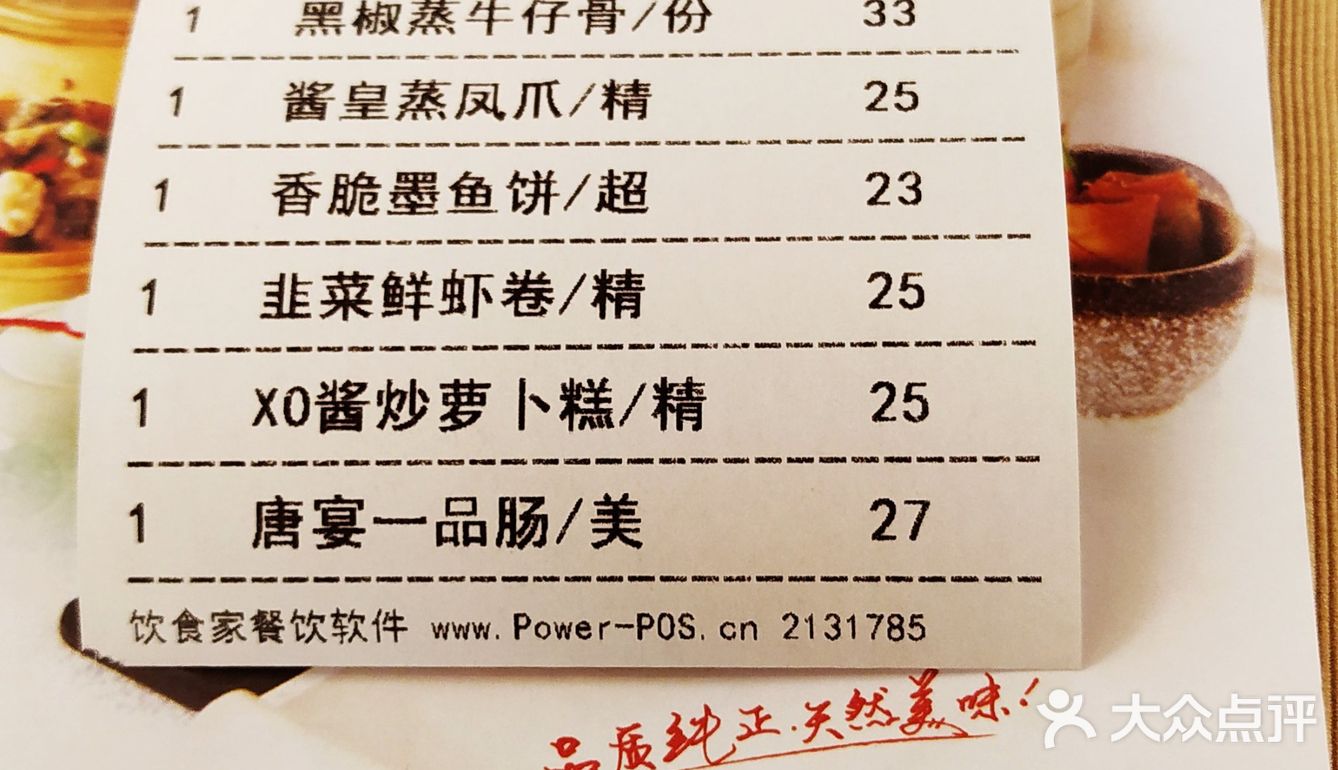 1 黑椒蒸牛仔骨/份 33
1 酱皇蒸凤爪/精 25
1 香脆墨鱼饼/超 23
1 韭菜鲜虾卷/精 25
1 XO酱炒萝卜糕/精 25
1 唐宴一品肠/美 27
饮食家餐饮软件 www.Power-POS.cn 2131785
品质纯正.天然美味!
大众点评